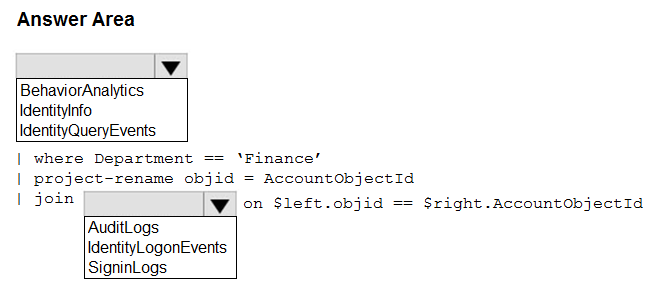 Answer Area
BehaviorAnalytics
IdentityInfo
IdentityQueryEvents
| where Department == ‘Finance’
| project-rename objid = AccountObjectId
| join on $left.objid == $right.AccountObjectId
AuditLogs
IdentityLogonEvents
SigninLogs